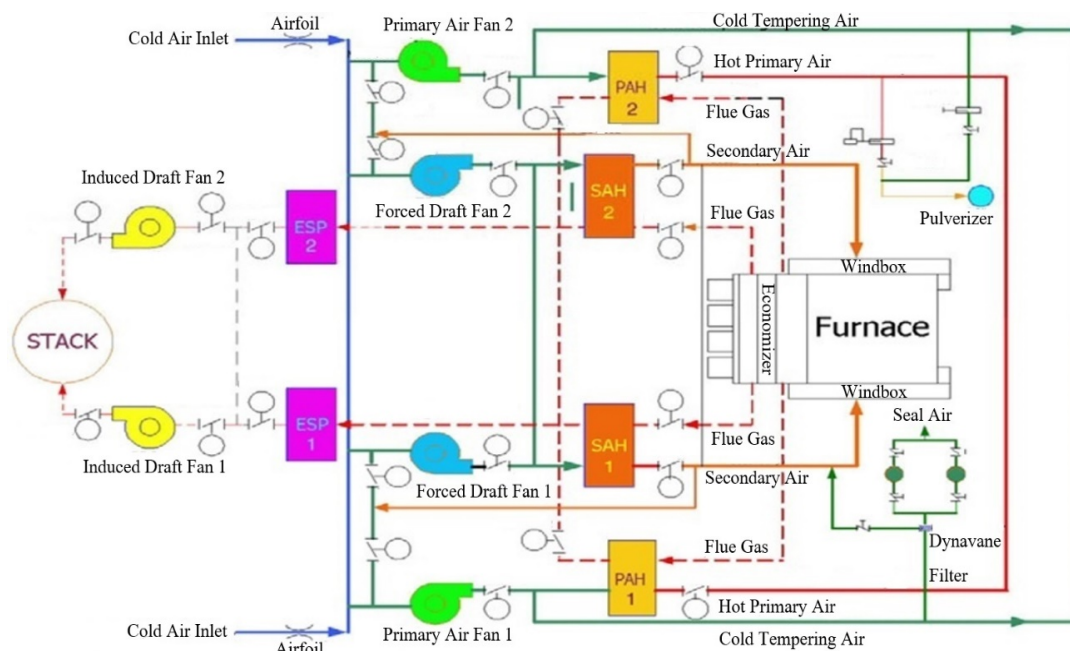 Airfoil
Primary Air Fan 2
Cold Tempering Air
Cold Air Inlet
Hot Primary Air
PAH
2
Flue Gas
Secondary Air
Induced Draft Fan 2
Forced Draft Fan 2
SAH
2
Flue Gas
Pulverizer
ESP
2
Windbox
STACK
Economizer
Furnace
Windbox
Seal Air
ESP
1
SAH
1
Flue Gas
Induced Draft Fan 1
Forced Draft Fan 1
Secondary Air
Flue Gas
Dynavane
PAH
1
Filter
Hot Primary Air
Cold Air Inlet
Primary Air Fan 1
Cold Tempering Air
Airfoil